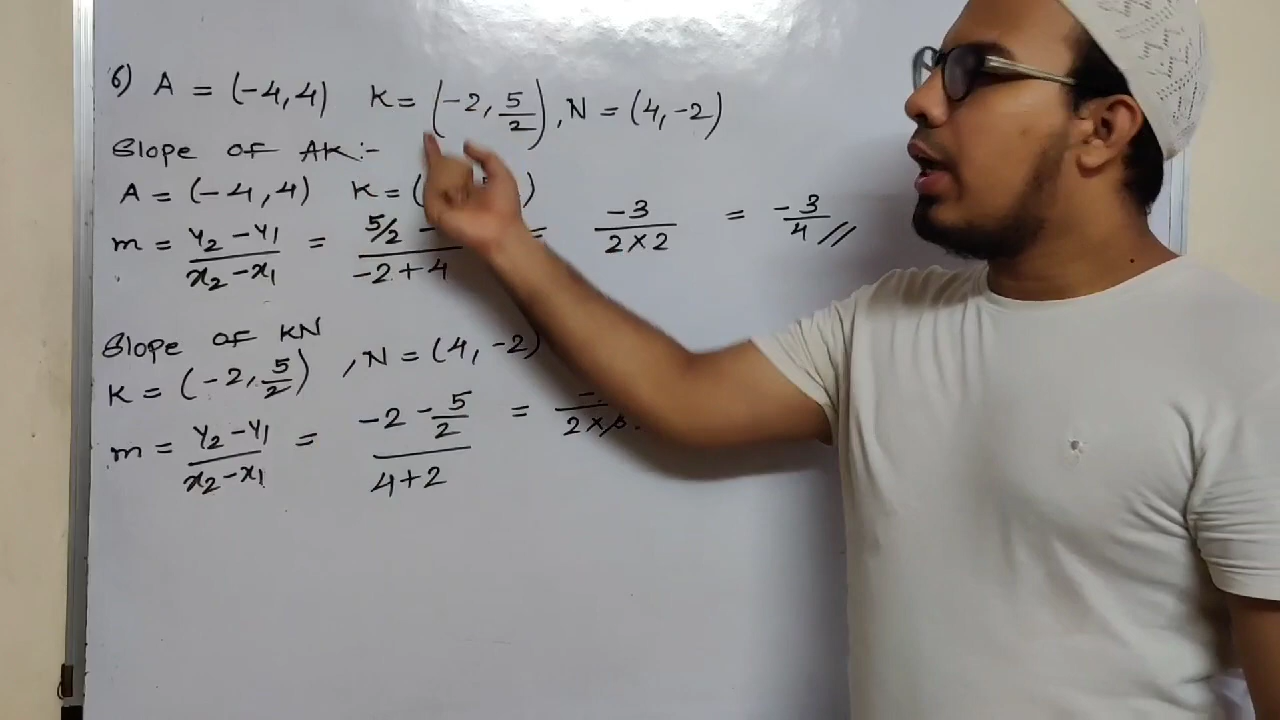 6) A = (-4,4) K = (-2, 5/2), N = (4, -2)
Slope of AK:-
A = (-4,4) K = ( )
m = y2-y1/x2-x1 = 5/2 - / -2+4 = -3/2×2 = -3/4 //
Slope of KN
K = (-2, 5/2) , N = (4, -2)
m = y2-y1/x2-x1 = -2 - 5/2 / 4+2 = - / 2×